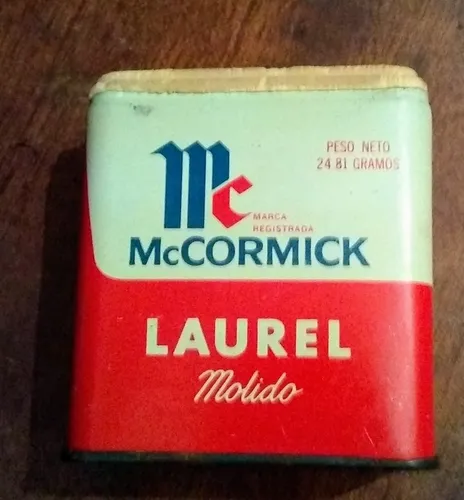 PESO NETO
24 81 GRAMOS
Mc
MARCA
REGISTRADA
McCORMICK
LAUREL
Molido